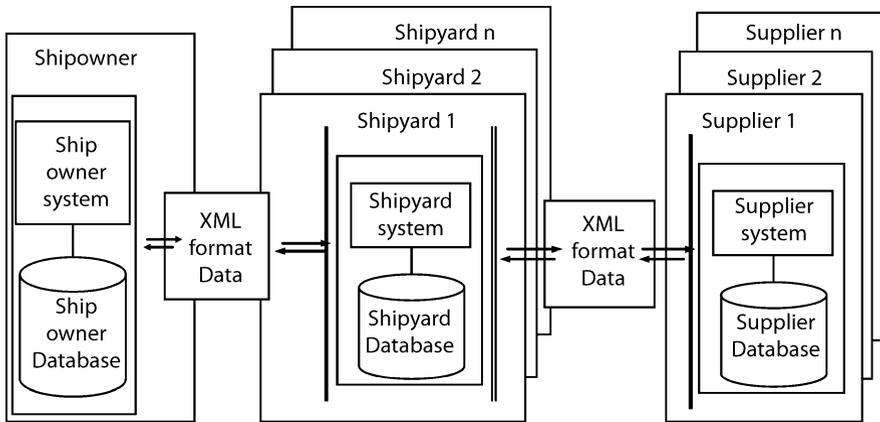 Shipowner
Ship
owner
system
Ship
owner
Database
XML
format
Data
Shipyard n
Shipyard 2
Shipyard 1
Shipyard
system
Shipyard
Database
XML
format
Data
Supplier n
Supplier 2
Supplier 1
Supplier
system
Supplier
Database